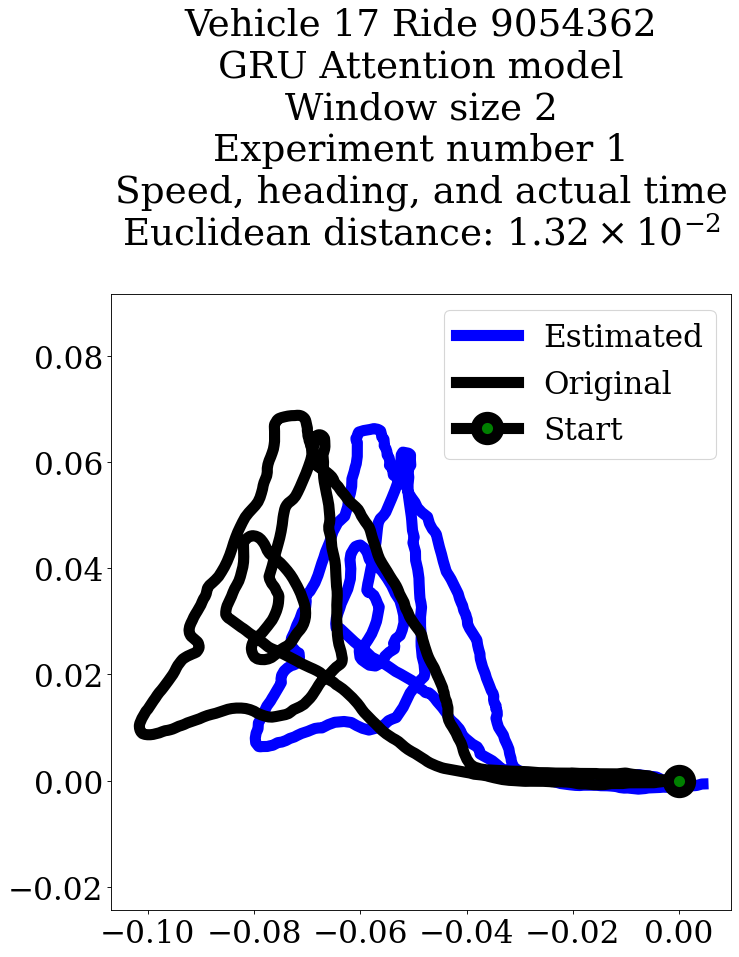 Vehicle 17 Ride 9054362
GRU Attention model
Window size 2
Experiment number 1
Speed, heading, and actual time
Euclidean distance: 1.32 × 10⁻²
Estimated
Original
Start
0.08
0.06
0.04
0.02
0.00
−0.02
−0.10 −0.08 −0.06 −0.04 −0.02 0.00